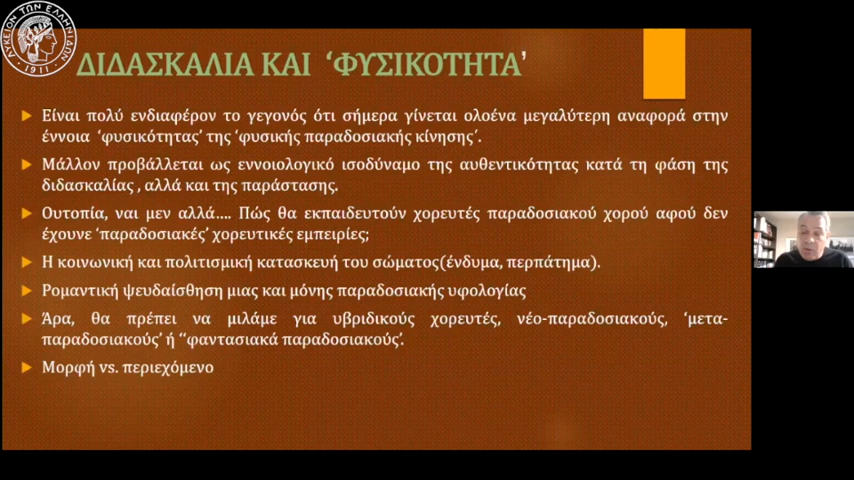 ΛΥΚΕΙΟΝ ΤΩΝ ΕΛΛΗΝΙΔΩΝ
1911
ΔΙΔΑΣΚΑΛΙΑ ΚΑΙ ‘ΦΥΣΙΚΟΤΗΤΑ’
Είναι πολύ ενδιαφέρον το γεγονός ότι σήμερα γίνεται ολοένα μεγαλύτερη αναφορά στην
έννοια ‘φυσικότητας’ της ‘φυσικής παραδοσιακής κίνησης’.
Μάλλον προβάλλεται ως εννοιολογικό ισοδύναμο της αυθεντικότητας κατά τη φάση της
διδασκαλίας , αλλά και της παράστασης.
Ουτοπία, ναι μεν αλλά…. Πώς θα εκπαιδευτούν χορευτές παραδοσιακού χορού αφού δεν
έχουνε ‘παραδοσιακές’ χορευτικές εμπειρίες;
Η κοινωνική και πολιτισμική κατασκευή του σώματος(ένδυμα, περπάτημα).
Ρομαντική ψευδαίσθηση μιας και μόνης παραδοσιακής υφολογίας
Άρα, θα πρέπει να μιλάμε για υβριδικούς χορευτές, νέο-παραδοσιακούς, ‘μετα-
παραδοσιακούς’ ή ‘‘φαντασιακά παραδοσιακούς’.
Μορφή vs. περιεχόμενο